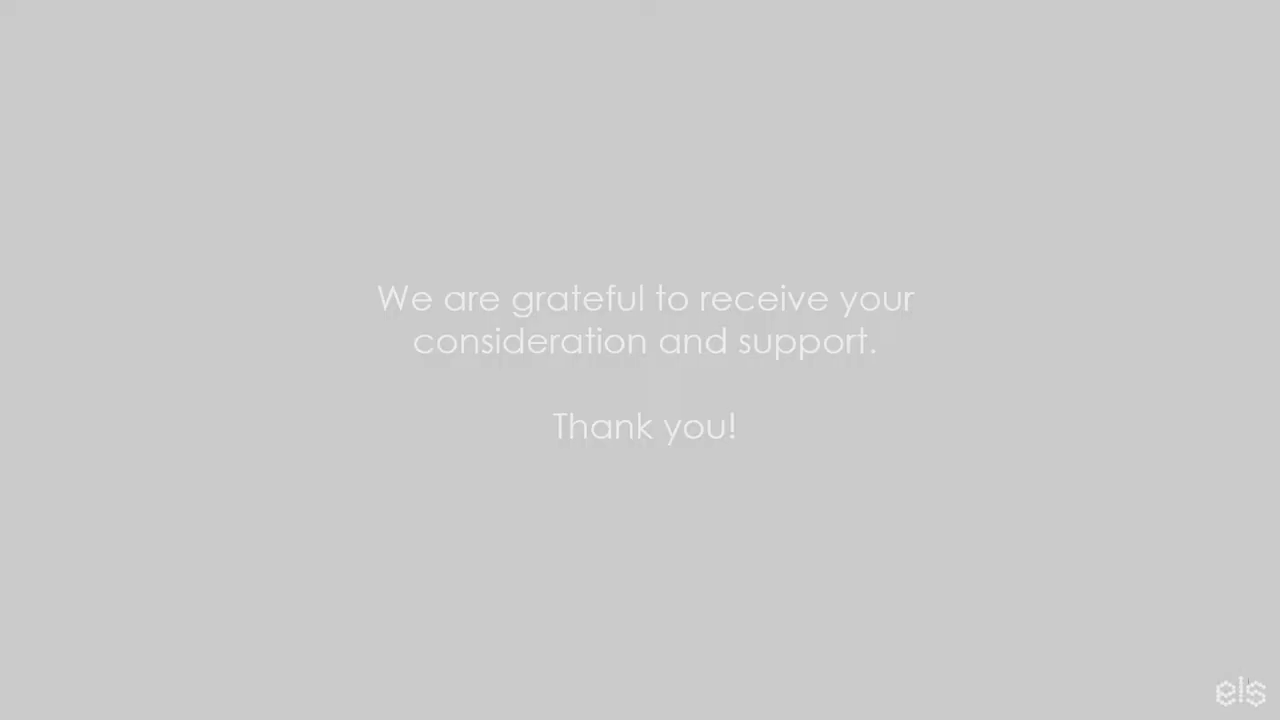 We are grateful to receive your
consideration and support.
Thank you!
els